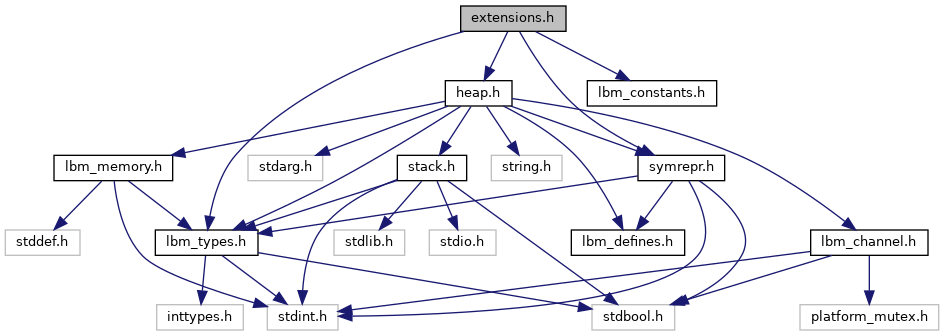 extensions.h
heap.h
lbm_constants.h
lbm_memory.h
stdarg.h
stack.h
string.h
symrepr.h
stddef.h
lbm_types.h
stdlib.h
stdio.h
lbm_defines.h
lbm_channel.h
inttypes.h
stdint.h
stdbool.h
platform_mutex.h